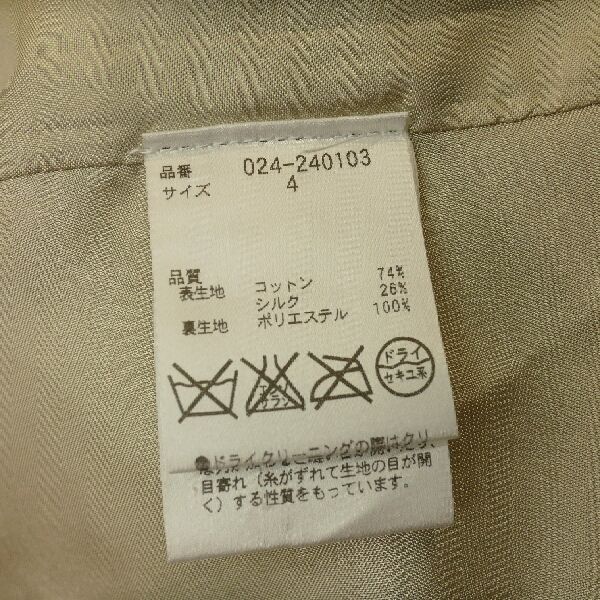 品番 024-240103
サイズ 4
品質
表生地 コットン 74%
シルク 26%
裏生地 ポリエステル 100%
ドライ
セキユ系
●ドライクリーニングの際はクリ、
目寄れ(糸がずれて生地の目が開
く)する性質をもっています。